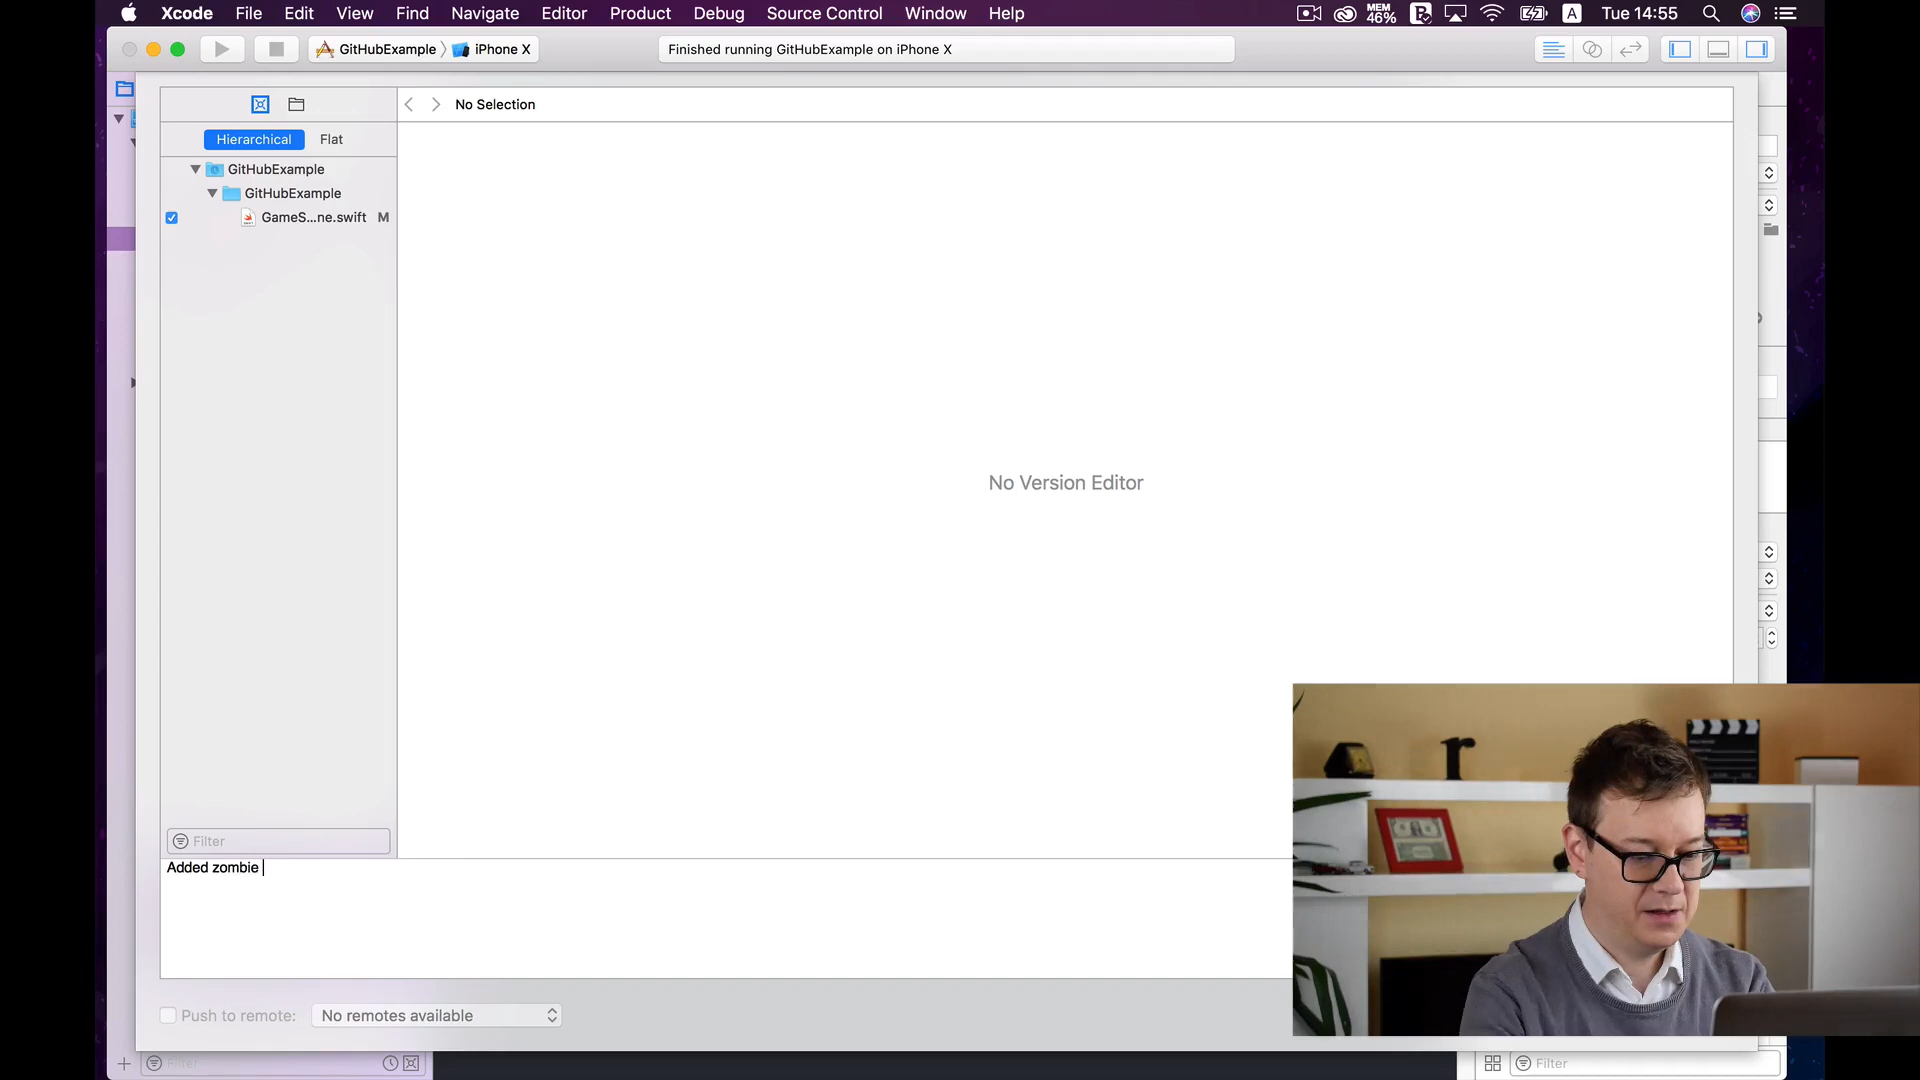 Xcode File Edit View Find Navigate Editor Product Debug Source Control Window Help MEM 46% A Tue 14:55
GitHubExample iPhone X Finished running GitHubExample on iPhone X
No Selection
Hierarchical Flat
GitHubExample
GitHubExample
GameS...ne.swift M
No Version Editor
Filter
Added zombie
Push to remote: No remotes available
Filter Filter